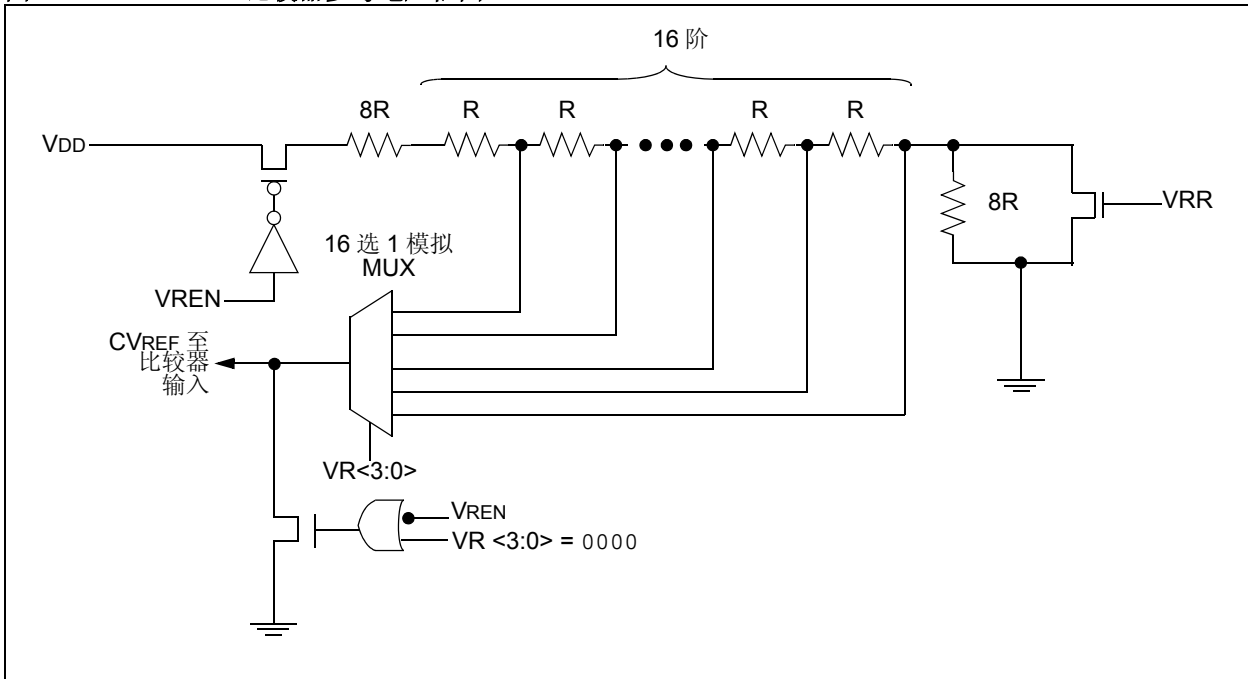 16 阶
8R
R
R
R
R
VDD
8R
VRR
16 选 1 模拟
MUX
VREN
CVREF 至
比较器
输入
VR<3:0>
VREN
VR <3:0> = 0000